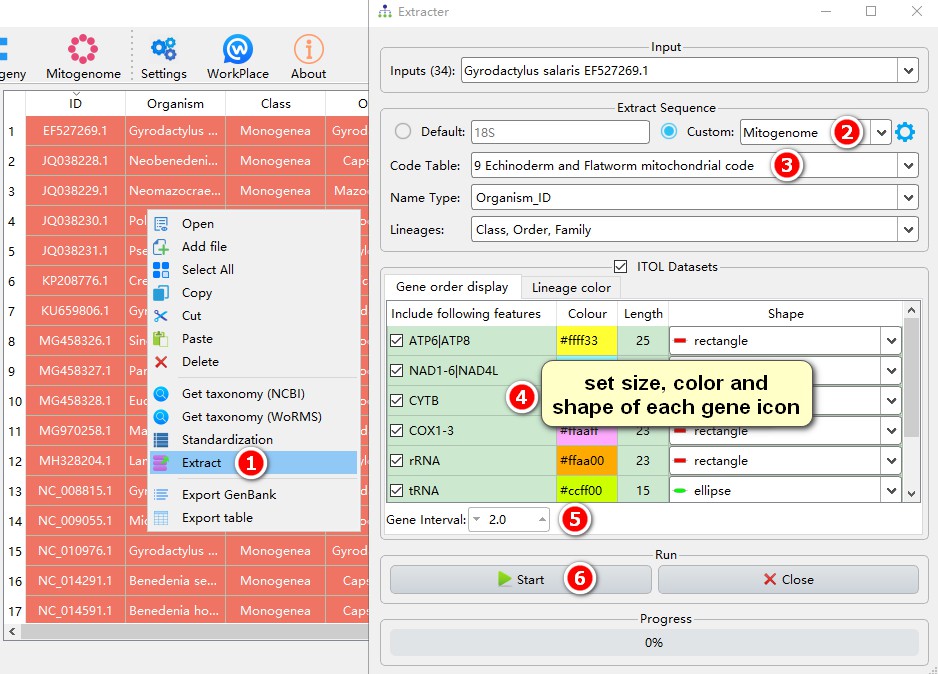 Extracter
geny
Mitogenome
Settings
WorkPlace
About
ID
Organism
Class
O
1 EF527269.1 Gyrodactylus ... Monogenea Gyrod
2 JQ038228.1 Neobenedeni... Monogenea Caps
3 JQ038229.1 Neomazocrae... Monogenea Mazo
4 JQ038230.1 Pol
5 JQ038231.1 Pse
6 KP208776.1 Cre
7 KU659806.1 Gyr
8 MG458326.1 Sin
9 MG458327.1 Par
10 MG458328.1 Euc
11 MG970258.1 Ma
12 MH328204.1 Lan
13 NC_008815.1 Gyr
14 NC_009055.1 Mic
15 NC_010976.1 Gyrodactylus ... Monogenea Gyrod
16 NC_014291.1 Benedenia se... Monogenea Caps
17 NC_014591.1 Benedenia ho... Monogenea Caps
Open
Add file
Select All
Copy
Cut
Paste
Delete
Get taxonomy (NCBI)
Get taxonomy (WoRMS)
Standardization
Extract 1
Export GenBank
Export table
Input
Inputs (34): Gyrodactylus salaris EF527269.1
Extract Sequence
Default: 18S Custom: Mitogenome 2
Code Table: 9 Echinoderm and Flatworm mitochondrial code 3
Name Type: Organism_ID
Lineages: Class, Order, Family
ITOL Datasets
Gene order display Lineage color
Include following features Colour Length Shape
ATP6|ATP8 #ffff33 25 rectangle
NAD1-6|NAD4L
CYTB 4
set size, color and
shape of each gene icon
COX1-3 #ffaaff 23 rectangle
rRNA #ffaa00 23 rectangle
tRNA #ccff00 15 ellipse
Gene Interval: 2.0 5
Run
Start 6 Close
Progress
0%